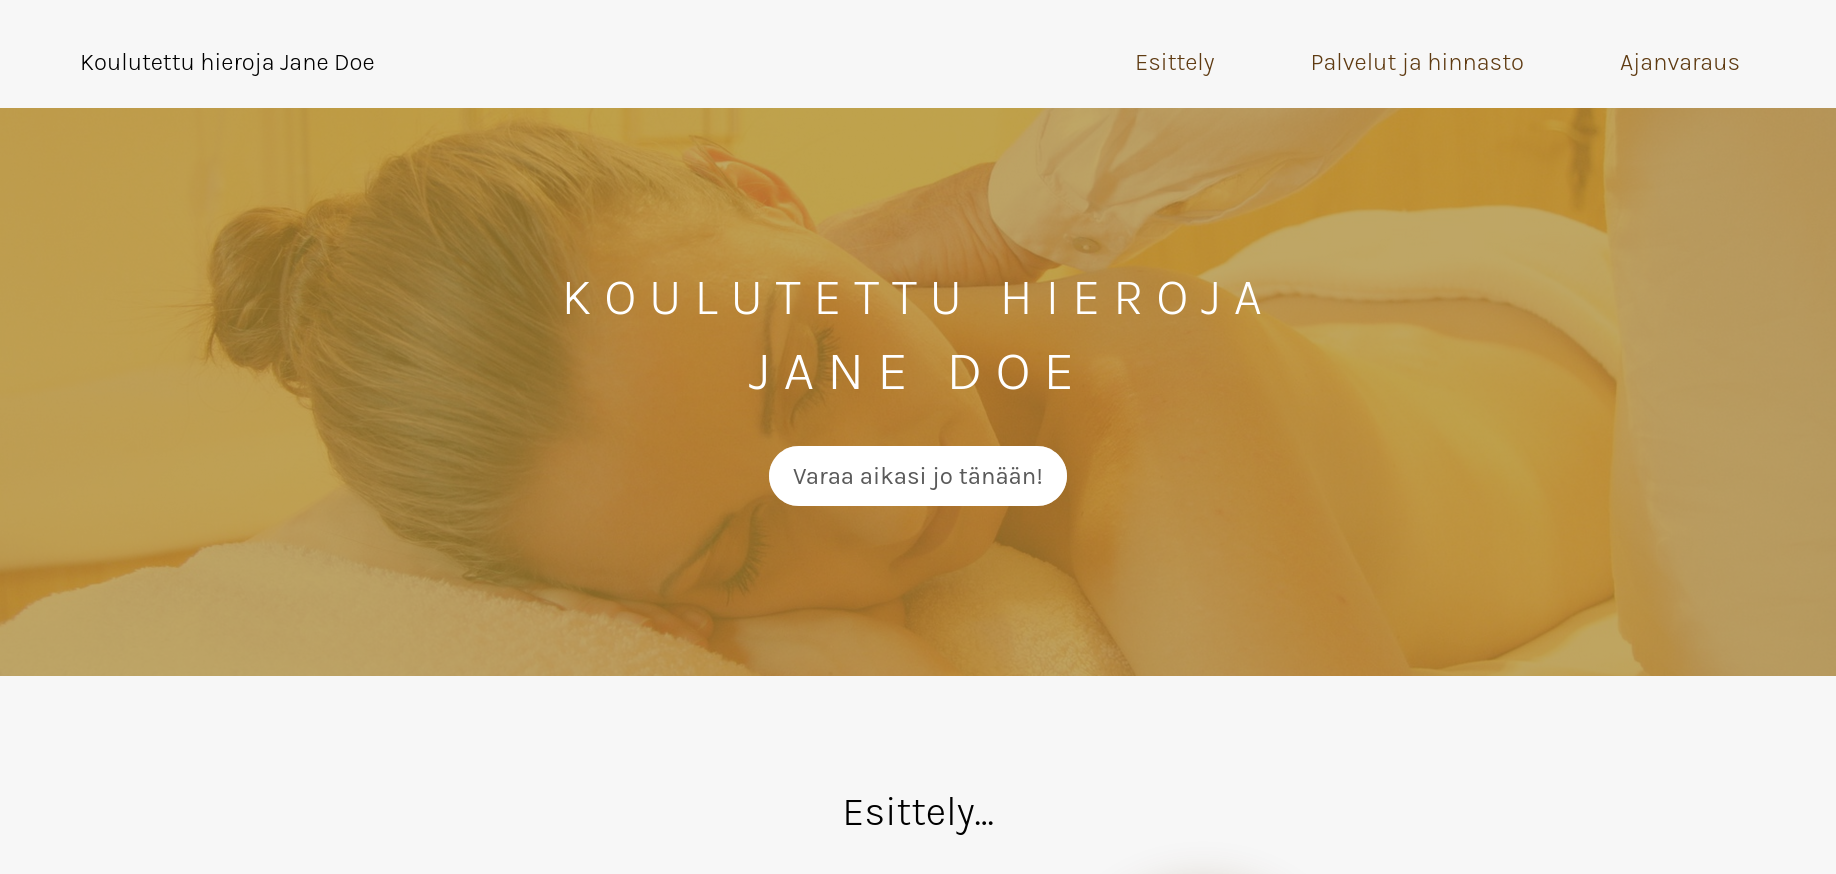 Koulutettu hieroja Jane Doe
Esittely
Palvelut ja hinnasto
Ajanvaraus
KOULUTETTU HIEROJA
JANE DOE
Varaa aikasi jo tänään!
Esittely...